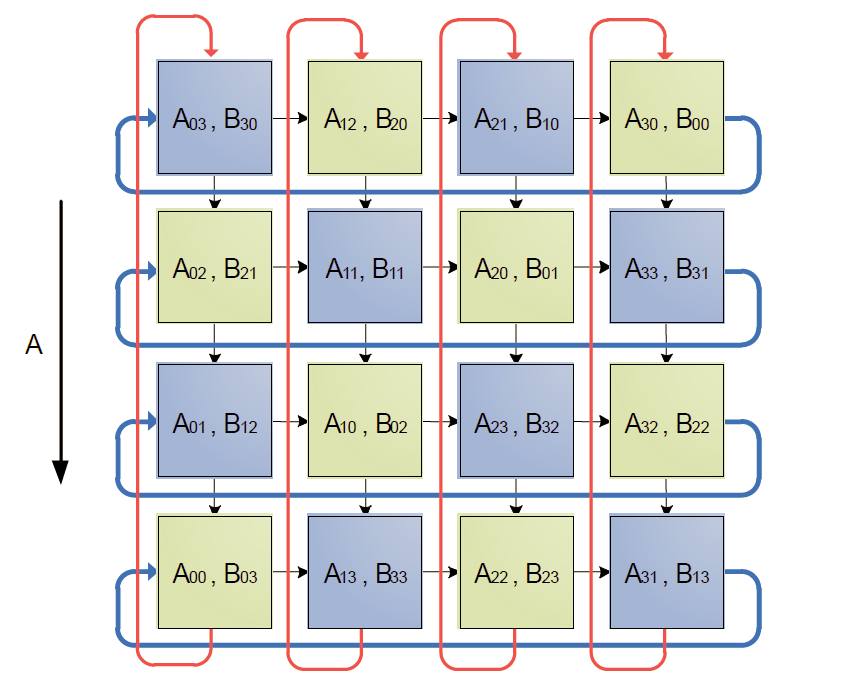 A03 , B30 A12 , B20 A21 , B10 A30 , B00
A02 , B21 A11, B11 A20 , B01 A33 , B31
A
A01 , B12 A10 , B02 A23 , B32 A32 , B22
A00 , B03 A13 , B33 A22 , B23 A31 , B13